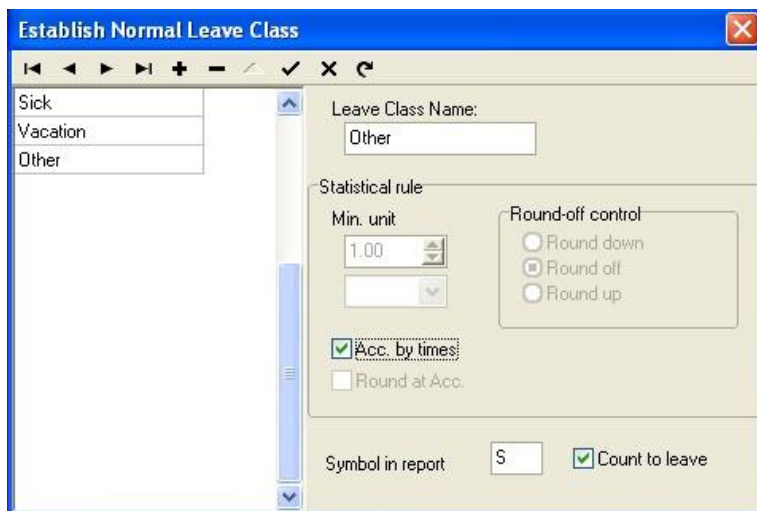 Establish Normal Leave Class
Sick
Vacation
Other
Leave Class Name:
Other
Statistical rule
Min. unit
1.00
Round-off control
Round down
Round off
Round up
Acc. by times
Round at Acc.
Symbol in report
S
Count to leave